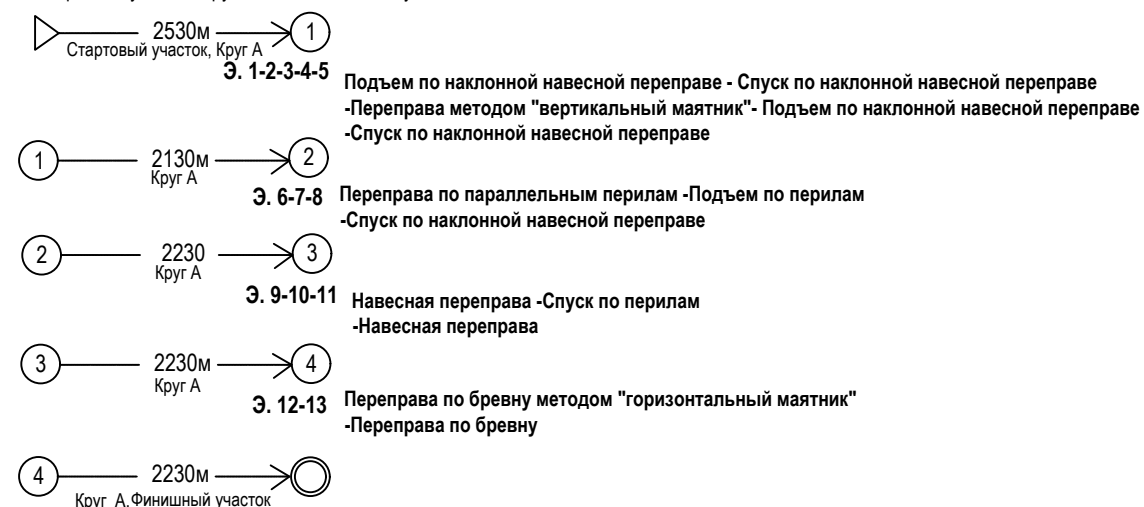 2530м
1
Стартовый участок, Круг А
Э. 1-2-3-4-5
Подъем по наклонной навесной переправе - Спуск по наклонной навесной переправе
-Переправа методом "вертикальный маятник"- Подъем по наклонной навесной переправе
-Спуск по наклонной навесной переправе
1 2130м 2
Круг А
Э. 6-7-8 Переправа по параллельным перилам -Подъем по перилам
-Спуск по наклонной навесной переправе
2 2230 3
Круг А
Э. 9-10-11 Навесная переправа -Спуск по перилам
-Навесная переправа
3 2230м 4
Круг А
Э. 12-13 Переправа по бревну методом "горизонтальный маятник"
-Переправа по бревну
4 2230м
Круг А.Финишный участок